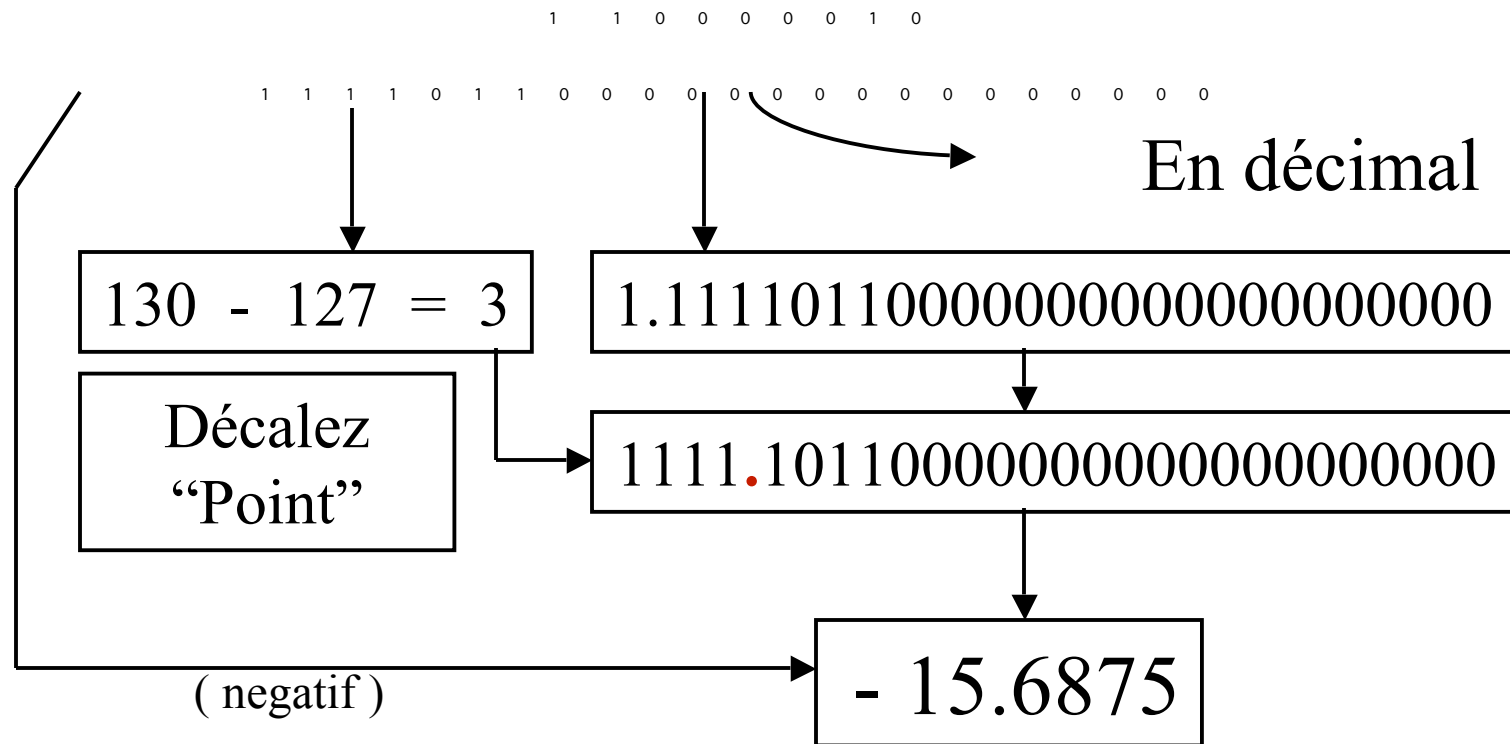 1 1 0 0 0 0 0 1 0
1 1 1 1 0 1 1 0 0 0 0 0 0 0 0 0 0 0 0 0 0 0 0
En décimal
130 - 127 = 3
1.11110110000000000000000000
Décalez
“Point”
1111.10110000000000000000000
( negatif )
- 15.6875